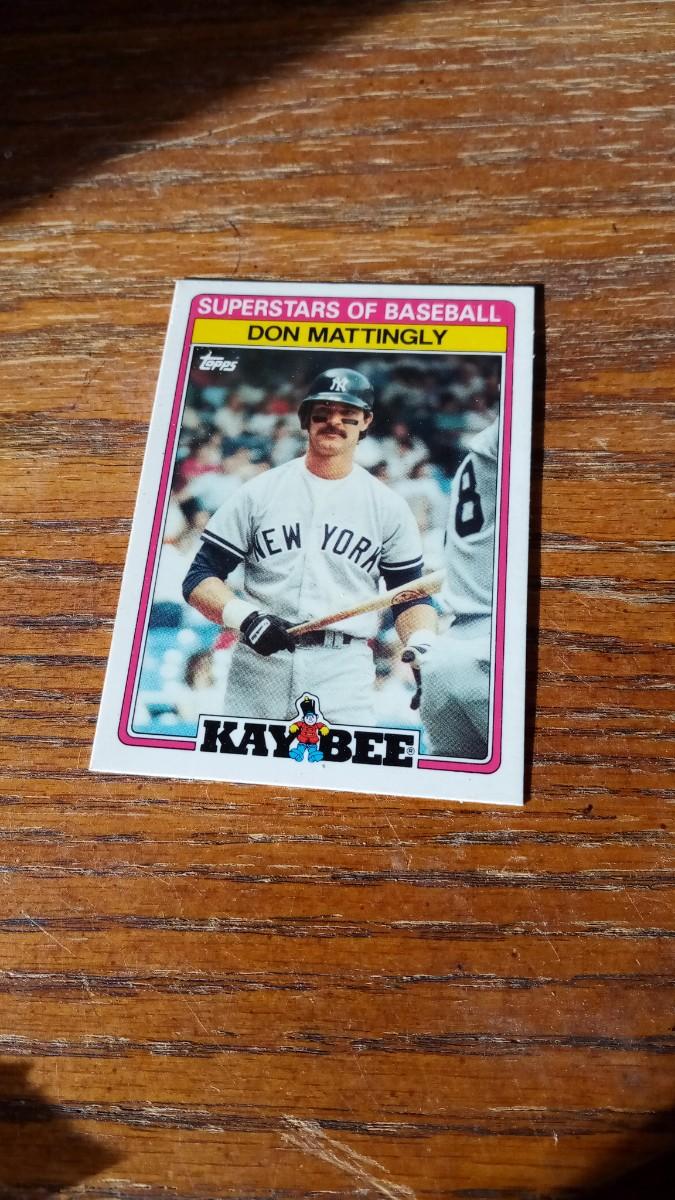 SUPERSTARS OF BASEBALL
DON MATTINGLY
Topps
NY
NEW YORK
8
KAY BEE®